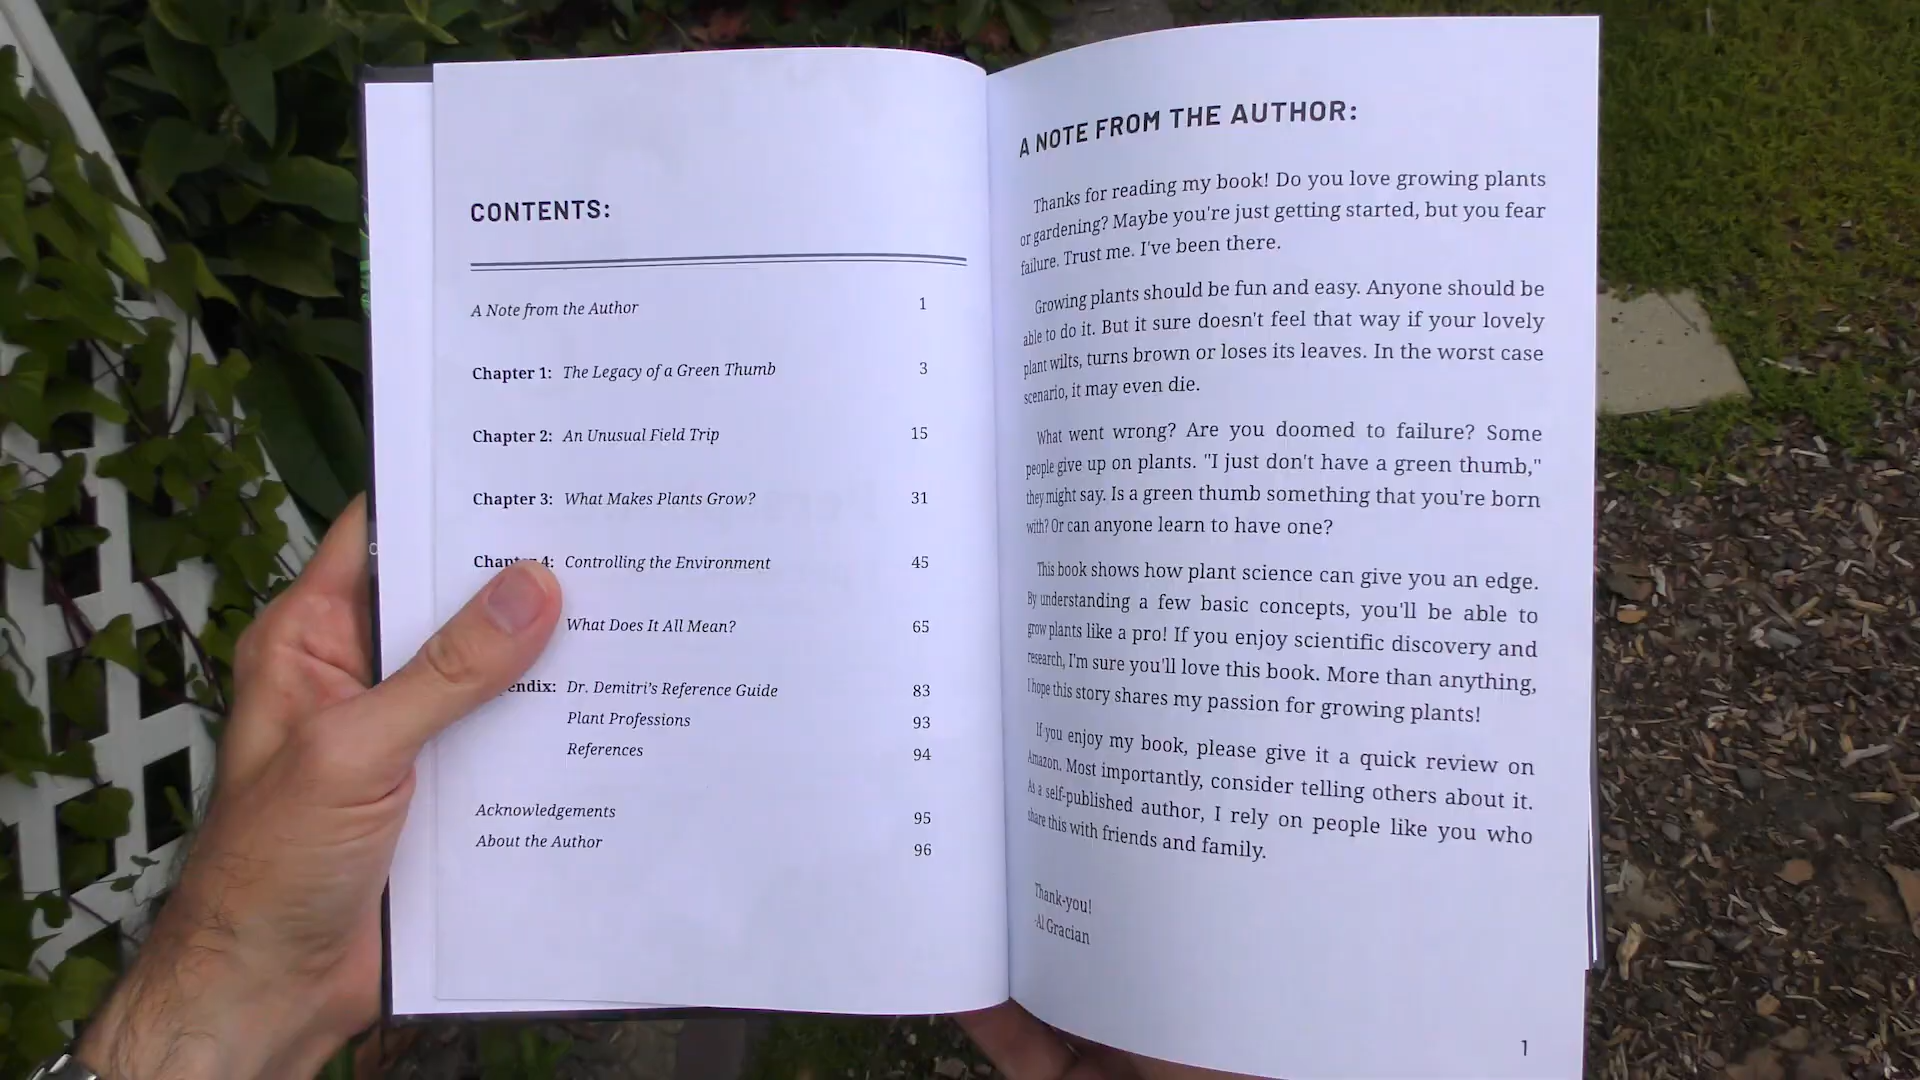 CONTENTS:
A Note from the Author 1
Chapter 1: The Legacy of a Green Thumb 3
Chapter 2: An Unusual Field Trip 15
Chapter 3: What Makes Plants Grow? 31
Chapter 4: Controlling the Environment 45
What Does It All Mean? 65
endix: Dr. Demitri's Reference Guide 83
Plant Professions 93
References 94
Acknowledgements 95
About the Author 96
A NOTE FROM THE AUTHOR:
Thanks for reading my book! Do you love growing plants
or gardening? Maybe you're just getting started, but you fear
failure. Trust me. I've been there.
Growing plants should be fun and easy. Anyone should be
able to do it. But it sure doesn't feel that way if your lovely
plant wilts, turns brown or loses its leaves. In the worst case
scenario, it may even die.
What went wrong? Are you doomed to failure? Some
people give up on plants. "I just don't have a green thumb,"
they might say. Is a green thumb something that you're born
with? Or can anyone learn to have one?
This book shows how plant science can give you an edge.
By understanding a few basic concepts, you'll be able to
grow plants like a pro! If you enjoy scientific discovery and
research, I'm sure you'll love this book. More than anything,
I hope this story shares my passion for growing plants!
If you enjoy my book, please give it a quick review on
Amazon. Most importantly, consider telling others about it.
As a self-published author, I rely on people like you who
share this with friends and family.
Thank-you!
-Al Gracian
1